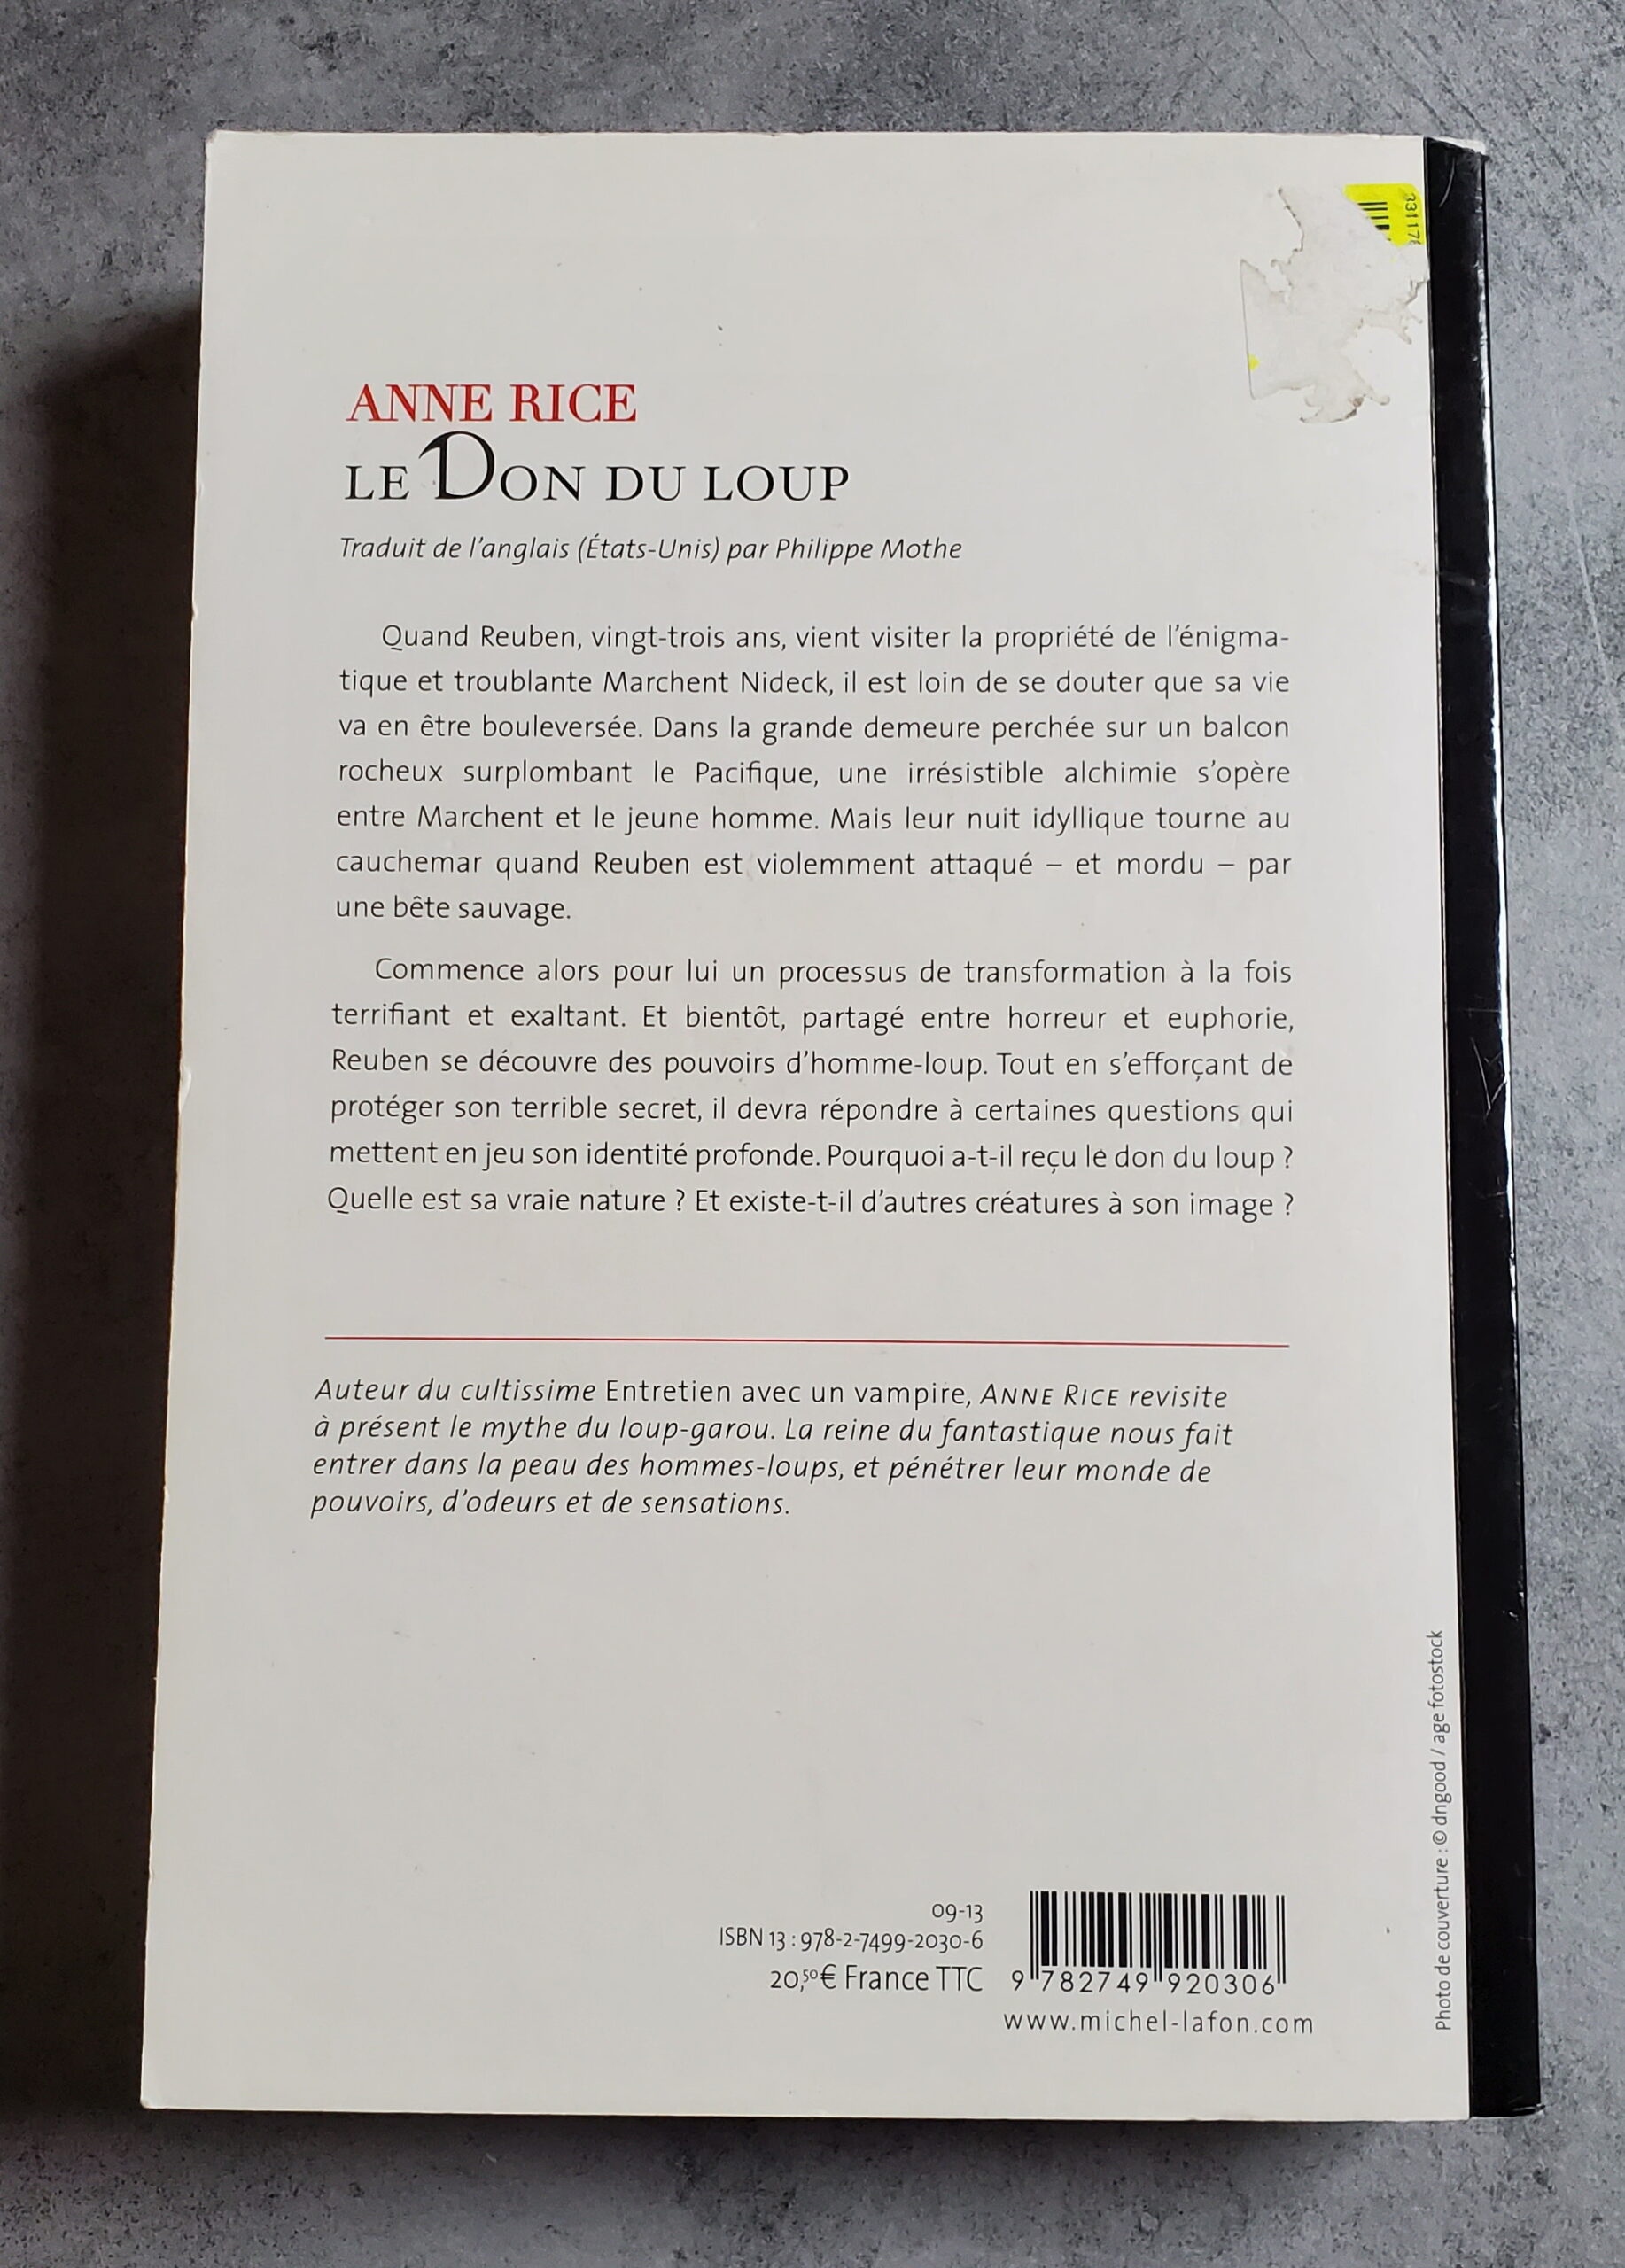 33117
ANNE RICE
LE DON DU LOUP
Traduit de l'anglais (États-Unis) par Philippe Mothe
Quand Reuben, vingt-trois ans, vient visiter la propriété de l'énigma-
tique et troublante Marchent Nideck, il est loin de se douter que sa vie
va en être bouleversée. Dans la grande demeure perchée sur un balcon
rocheux surplombant le Pacifique, une irrésistible alchimie s'opère
entre Marchent et le jeune homme. Mais leur nuit idyllique tourne au
cauchemar quand Reuben est violemment attaqué – et mordu – par
une bête sauvage.
Commence alors pour lui un processus de transformation à la fois
terrifiant et exaltant. Et bientôt, partagé entre horreur et euphorie,
Reuben se découvre des pouvoirs d'homme-loup. Tout en s'efforçant de
protéger son terrible secret, il devra répondre à certaines questions qui
mettent en jeu son identité profonde. Pourquoi a-t-il reçu le don du loup ?
Quelle est sa vraie nature ? Et existe-t-il d'autres créatures à son image ?
Auteur du cultissime Entretien avec un vampire, ANNE RICE revisite
à présent le mythe du loup-garou. La reine du fantastique nous fait
entrer dans la peau des hommes-loups, et pénétrer leur monde de
pouvoirs, d'odeurs et de sensations.
09-13
ISBN 13 : 978-2-7499-2030-6
20,50€ France TTC
9 782749 920306
www.michel-lafon.com
Photo de couverture : © dngood / age fotostock